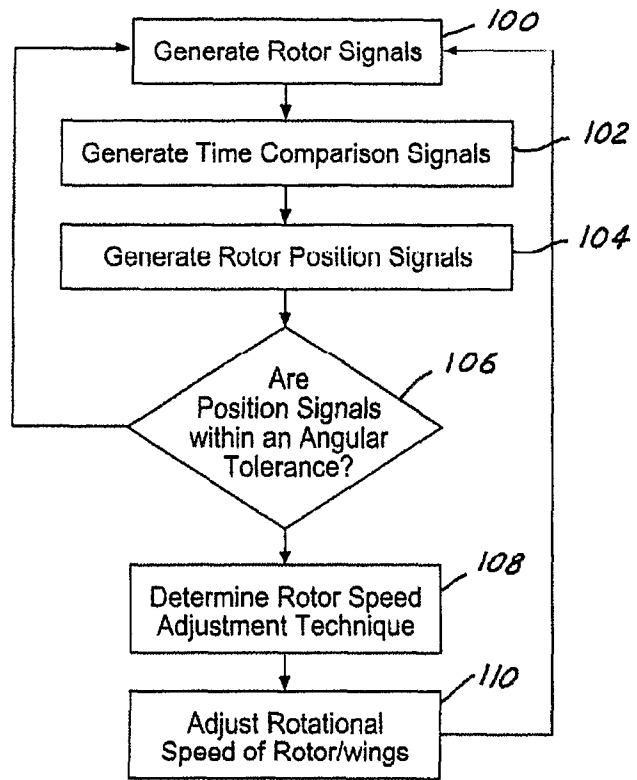 Generate Rotor Signals
100
Generate Time Comparison Signals
102
Generate Rotor Position Signals
104
Are
Position Signals
within an Angular
Tolerance?
106
Determine Rotor Speed
Adjustment Technique
108
Adjust Rotational
Speed of Rotor/wings
110